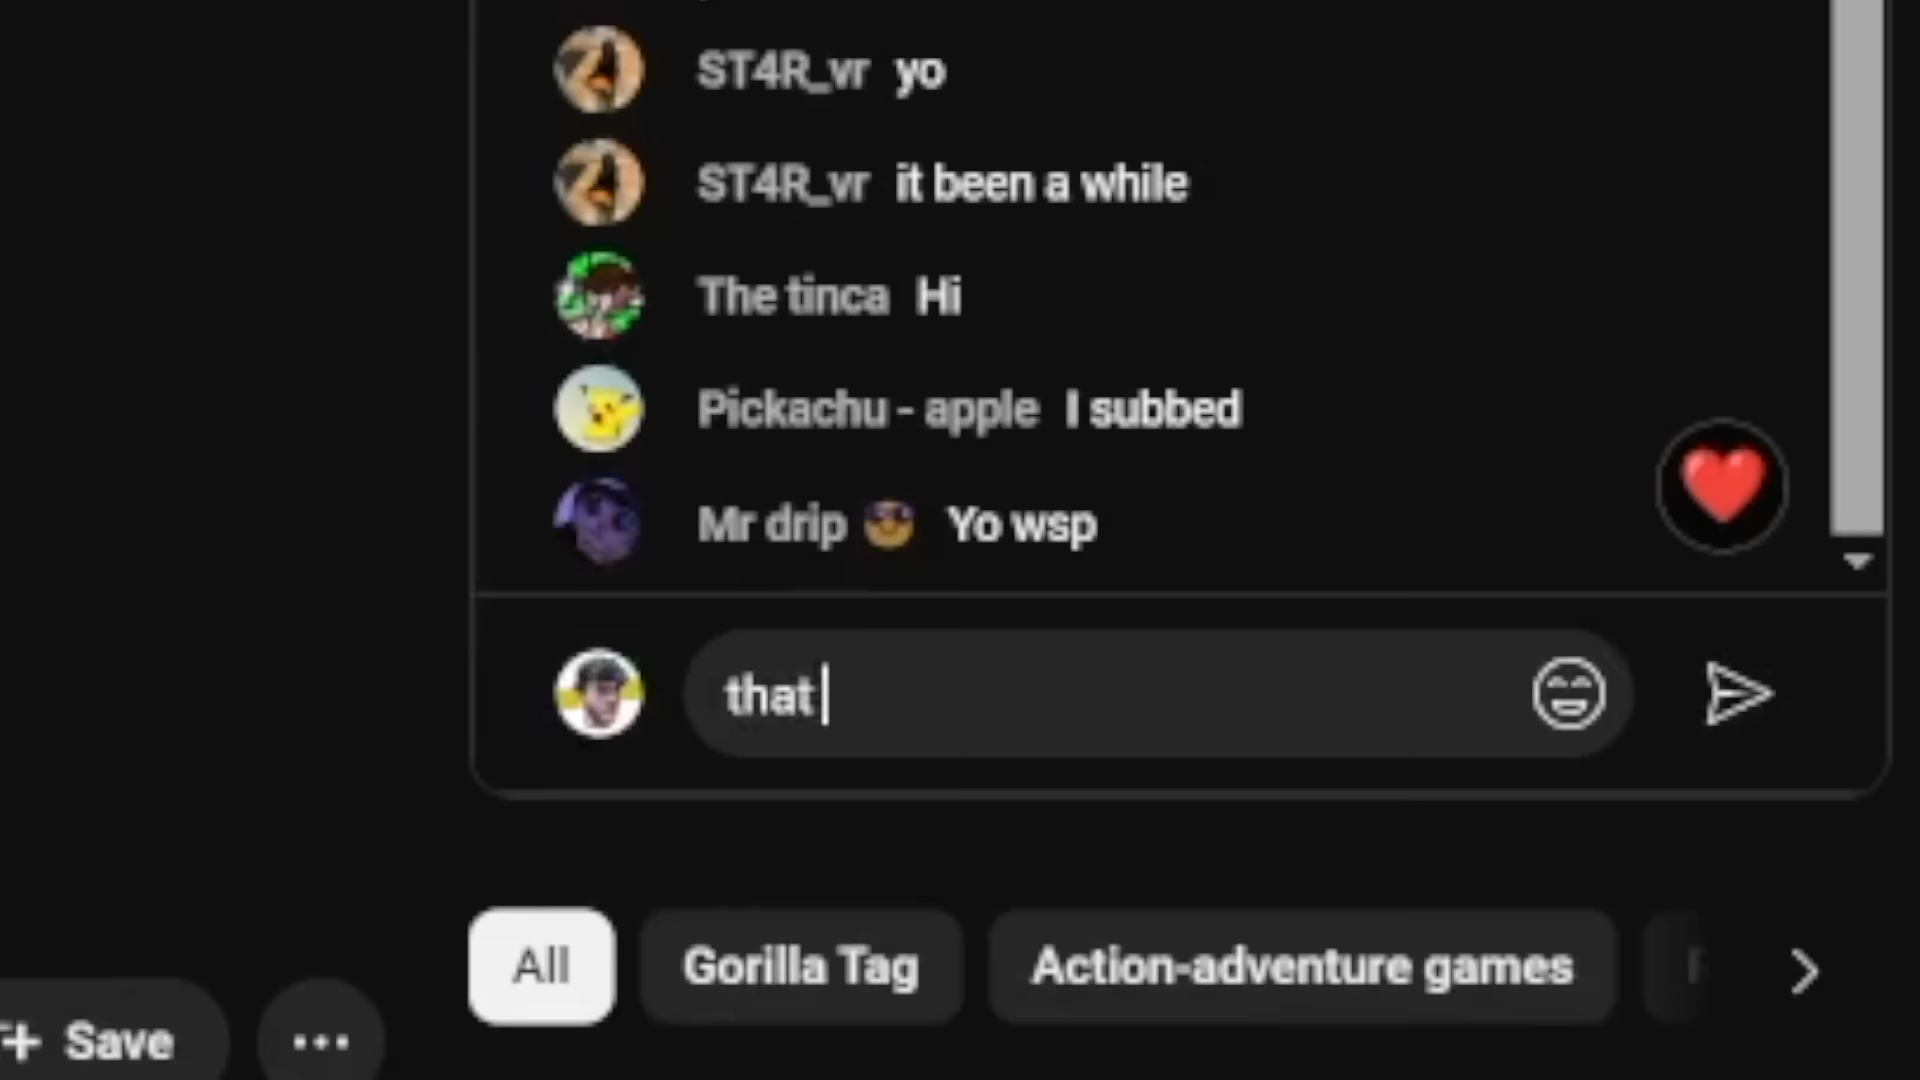 ST4R_vr yo
ST4R_vr it been a while
The tinca Hi
Pickachu - apple I subbed
Mr drip 😎 Yo wsp
that
All Gorilla Tag Action-adventure games
Save